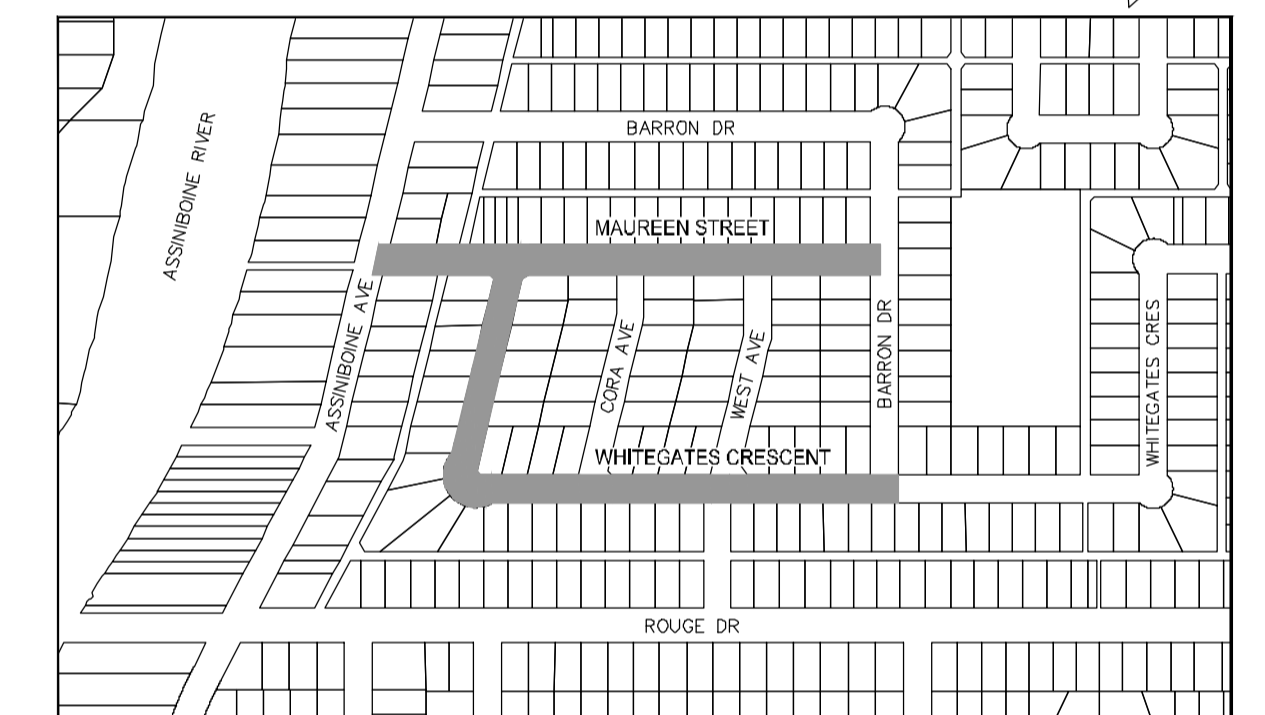 BARRON DR
ASSINIBOINE RIVER
MAUREEN STREET
ASSINIBOINE AVE
CORA AVE
WEST AVE
BARRON DR
WHITEGATES CRES
WHITEGATES CRESCENT
ROUGE DR